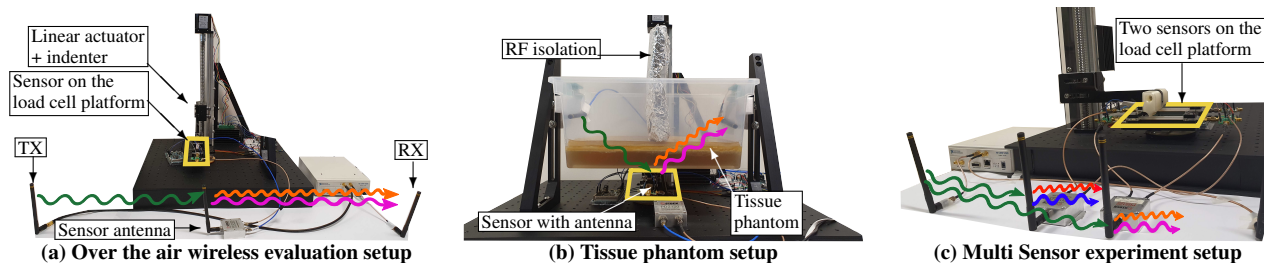 Linear actuator
+ indenter
Sensor on the
load cell platform
TX
RX
Sensor antenna
(a) Over the air wireless evaluation setup
RF isolation
Sensor with antenna
Tissue
phantom
(b) Tissue phantom setup
Two sensors on the
load cell platform
(c) Multi Sensor experiment setup